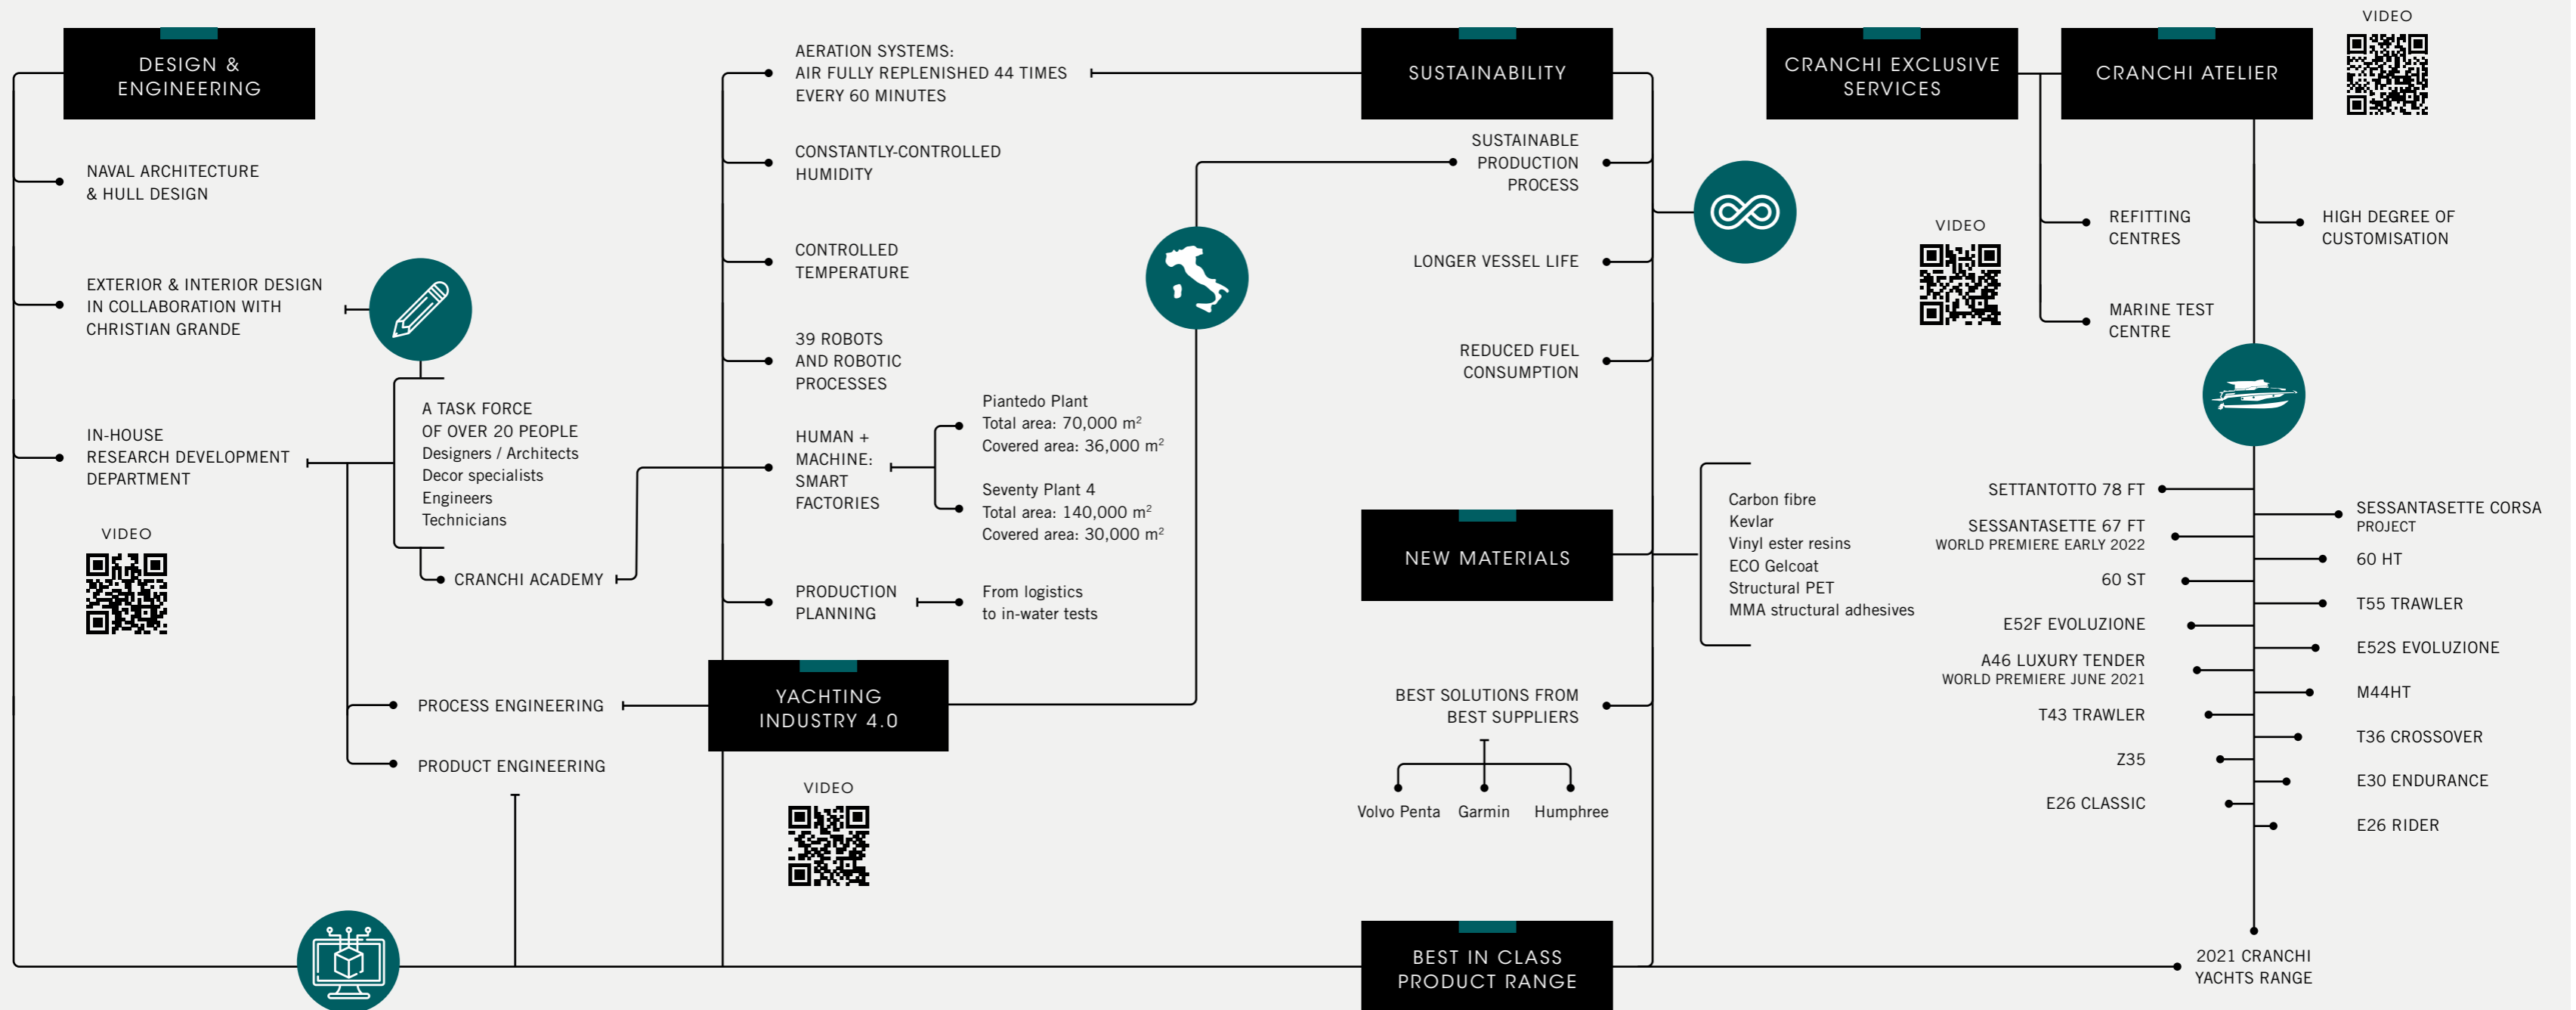 DESIGN &
ENGINEERING
NAVAL ARCHITECTURE
& HULL DESIGN
EXTERIOR & INTERIOR DESIGN
IN COLLABORATION WITH
CHRISTIAN GRANDE
IN-HOUSE
RESEARCH DEVELOPMENT
DEPARTMENT
VIDEO
A TASK FORCE
OF OVER 20 PEOPLE
Designers / Architects
Decor specialists
Engineers
Technicians
CRANCHI ACADEMY
PROCESS ENGINEERING
PRODUCT ENGINEERING
AERATION SYSTEMS:
AIR FULLY REPLENISHED 44 TIMES
EVERY 60 MINUTES
CONSTANTLY-CONTROLLED
HUMIDITY
CONTROLLED
TEMPERATURE
39 ROBOTS
AND ROBOTIC
PROCESSES
HUMAN +
MACHINE:
SMART
FACTORIES
Piantedo Plant
Total area: 70,000 m²
Covered area: 36,000 m²
Seventy Plant 4
Total area: 140,000 m²
Covered area: 30,000 m²
PRODUCTION
PLANNING
From logistics
to in-water tests
YACHTING
INDUSTRY 4.0
VIDEO
SUSTAINABILITY
SUSTAINABLE
PRODUCTION
PROCESS
LONGER VESSEL LIFE
REDUCED FUEL
CONSUMPTION
NEW MATERIALS
Carbon fibre
Kevlar
Vinyl ester resins
ECO Gelcoat
Structural PET
MMA structural adhesives
BEST SOLUTIONS FROM
BEST SUPPLIERS
Volvo Penta
Garmin
Humphree
BEST IN CLASS
PRODUCT RANGE
CRANCHI EXCLUSIVE
SERVICES
VIDEO
REFITTING
CENTRES
MARINE TEST
CENTRE
CRANCHI ATELIER
VIDEO
HIGH DEGREE OF
CUSTOMISATION
SETTANTOTTO 78 FT
SESSANTASETTE CORSA
PROJECT
SESSANTASETTE 67 FT
WORLD PREMIERE EARLY 2022
60 HT
60 ST
T55 TRAWLER
E52F EVOLUZIONE
E52S EVOLUZIONE
A46 LUXURY TENDER
WORLD PREMIERE JUNE 2021
M44HT
T43 TRAWLER
T36 CROSSOVER
Z35
E30 ENDURANCE
E26 CLASSIC
E26 RIDER
2021 CRANCHI
YACHTS RANGE